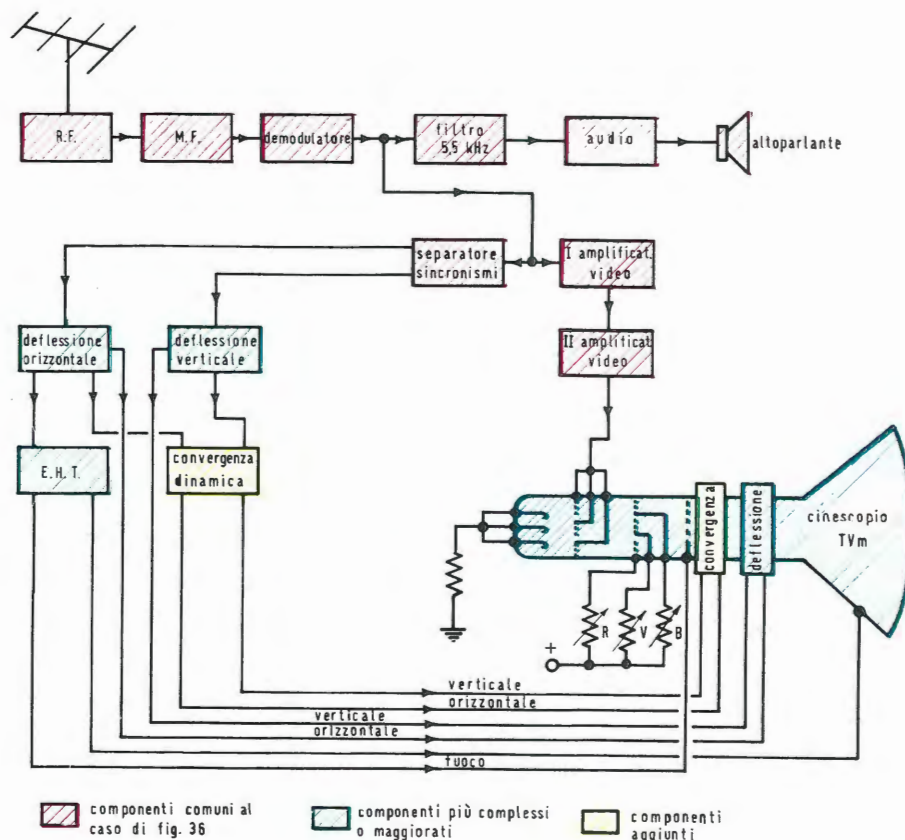 R.F.
M.F.
demodulatore
filtro
5,5 kHz
audio
altoparlante
separatore
sincronismi
I amplificat.
video
deflessione
orizzontale
deflessione
verticale
II amplificat.
video
E.H.T.
convergenza
dinamica
convergenza
deflessione
cinescopio
TVm
R
V
B
+
verticale
orizzontale
verticale
orizzontale
fuoco
componenti comuni al
caso di fig. 36
componenti più complessi
o maggiorati
componenti
aggiunti